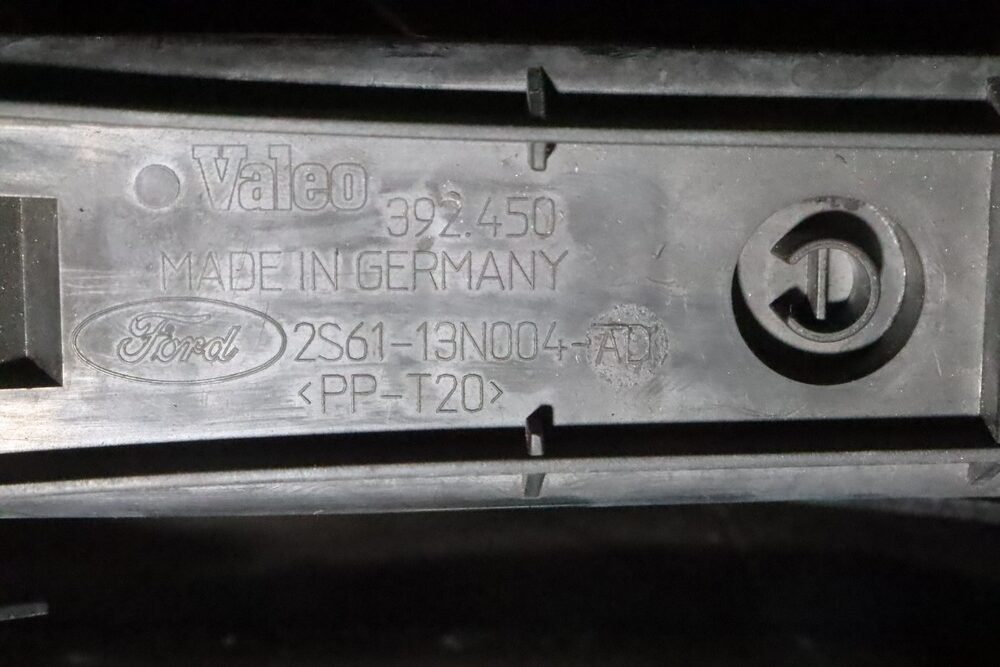 Valeo
392.450
MADE IN GERMANY
Ford 2S61-13N004-AD
<PP-T20>